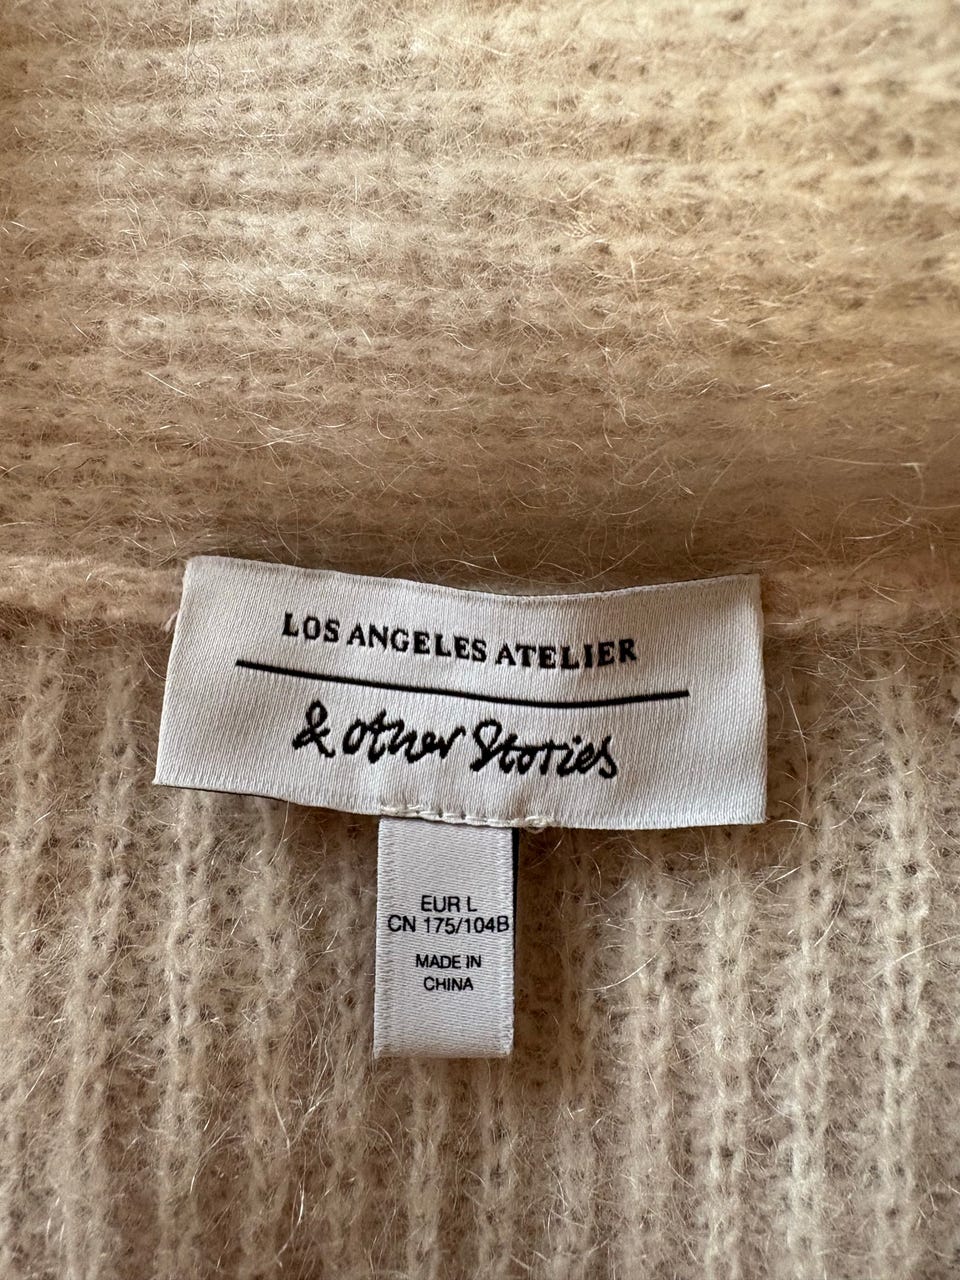 LOS ANGELES ATELIER
& other Stories
EUR L
CN 175/104B
MADE IN
CHINA